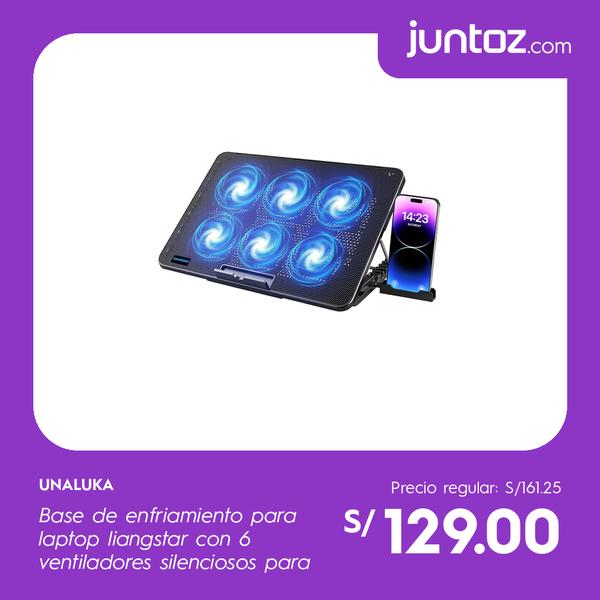 juntoz.com
14:23
UNALUKA
Base de enfriamiento para
laptop liangstar con 6
ventiladores silenciosos para
Precio regular: S/161.25
S/ 129.00